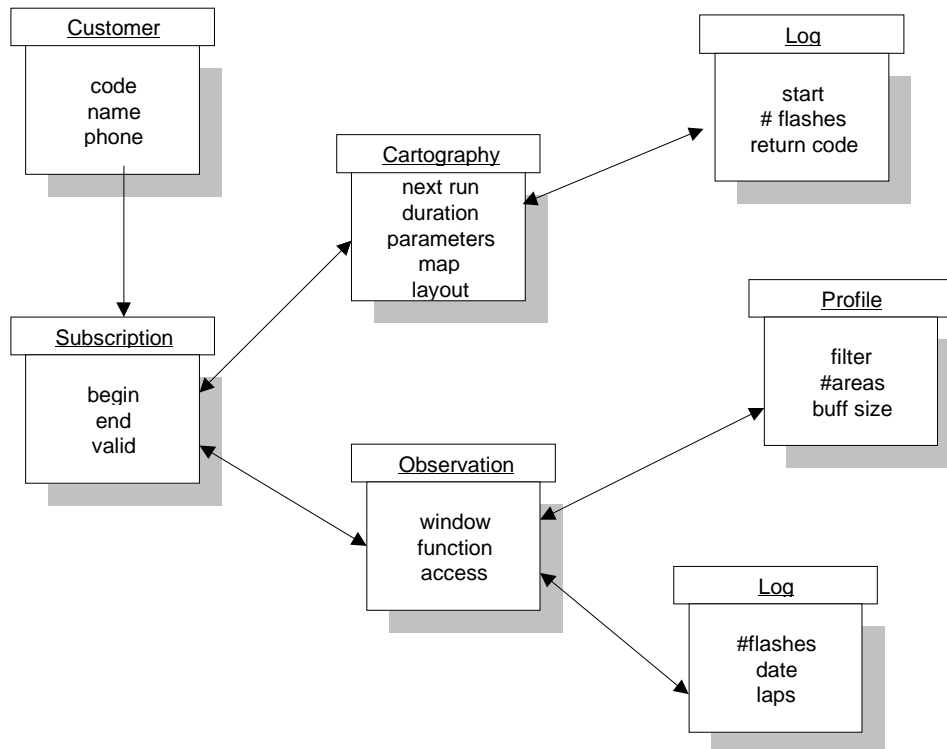 Customer
code
name
phone
Log
start
# flashes
return code
Cartography
next run
duration
parameters
map
layout
Subscription
begin
end
valid
Profile
filter
#areas
buff size
Observation
window
function
access
Log
#flashes
date
laps